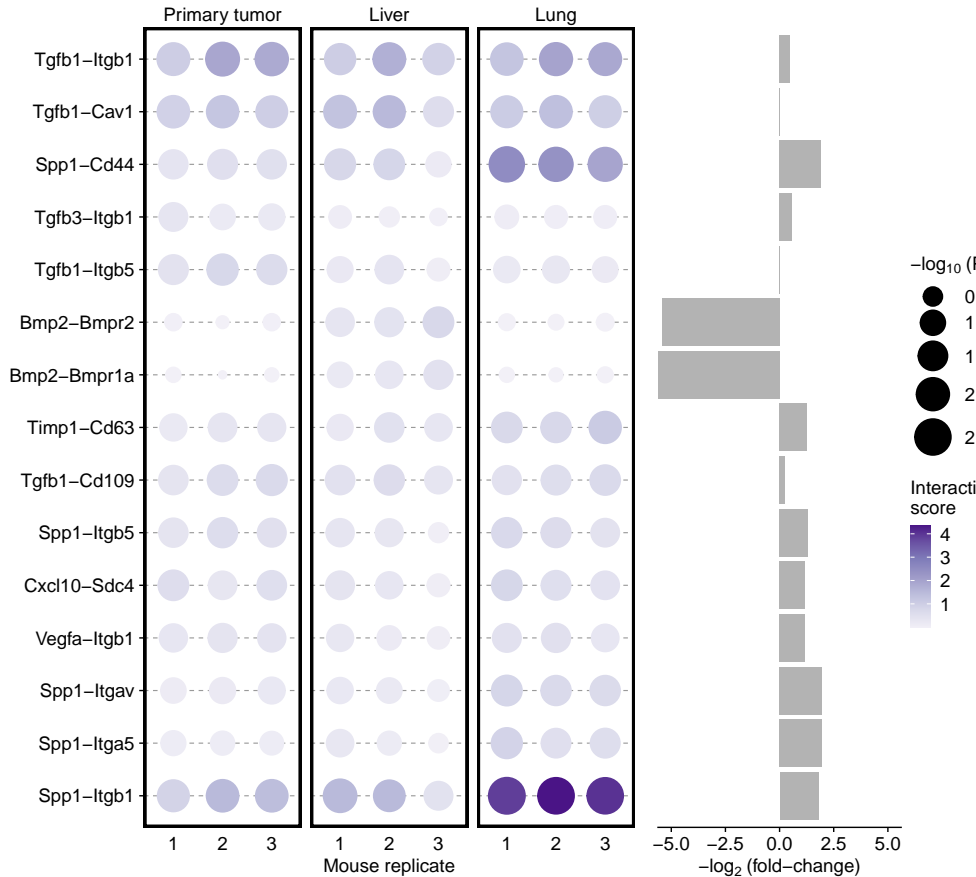 Primary tumor Liver Lung
Tgfb1−Itgb1
Tgfb1−Cav1
Spp1−Cd44
Tgfb3−Itgb1
Tgfb1−Itgb5
Bmp2−Bmpr2
Bmp2−Bmpr1a
Timp1−Cd63
Tgfb1−Cd109
Spp1−Itgb5
Cxcl10−Sdc4
Vegfa−Itgb1
Spp1−Itgav
Spp1−Itga5
Spp1−Itgb1
1 2 3 1 2 3 1 2 3
Mouse replicate
−5.0 −2.5 0.0 2.5 5.0
−log2 (fold−change)
−log10
0
1
1
2
2
score
4
3
2
1